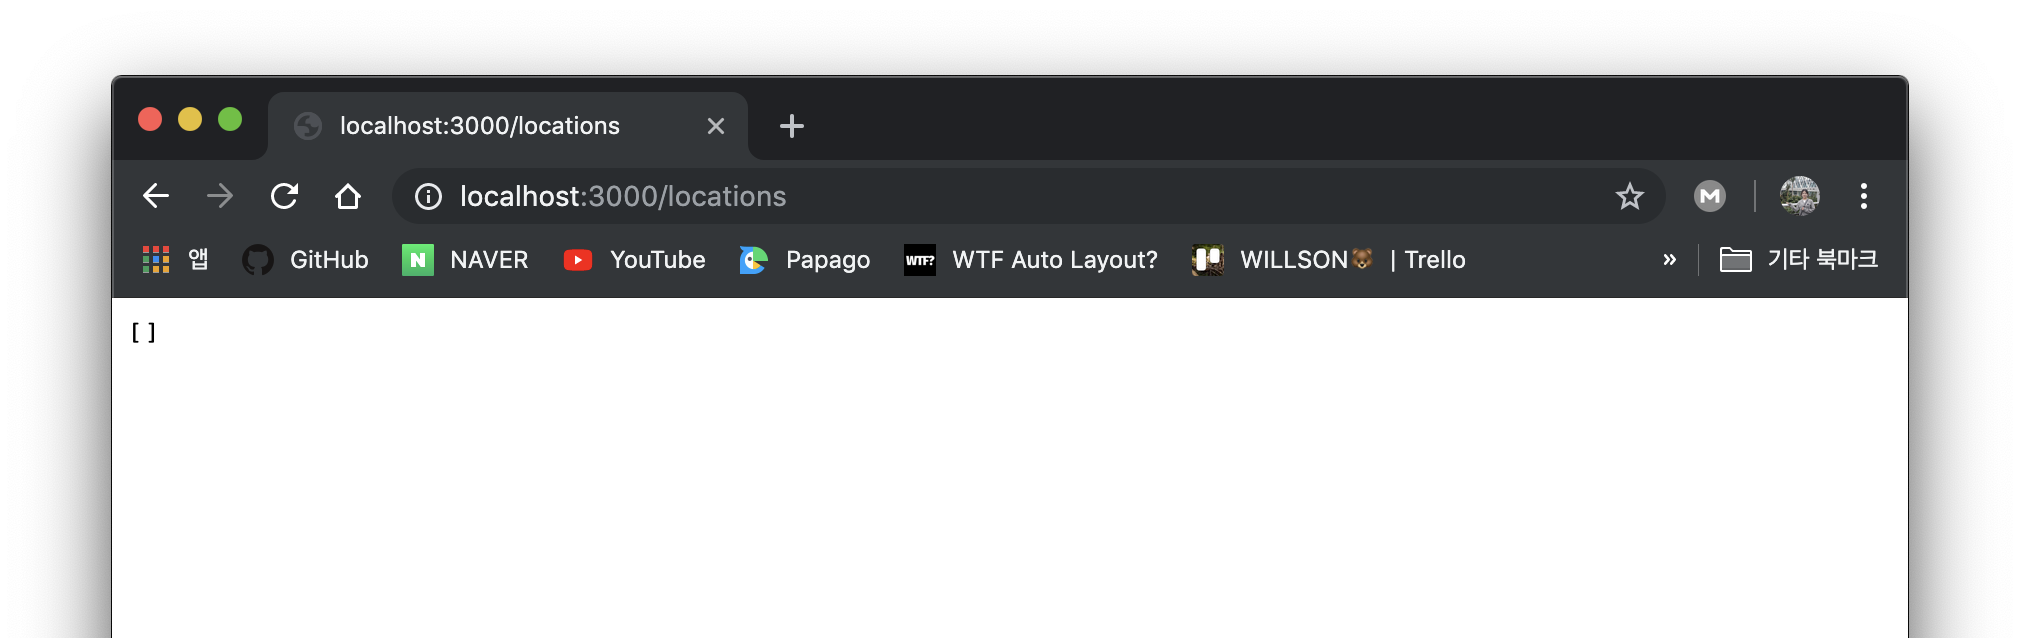 localhost:3000/locations
localhost:3000/locations
M
앱 GitHub N NAVER YouTube Papago WTF? WTF Auto Layout? WILLSON🐻 | Trello » 기타 북마크
[ ]